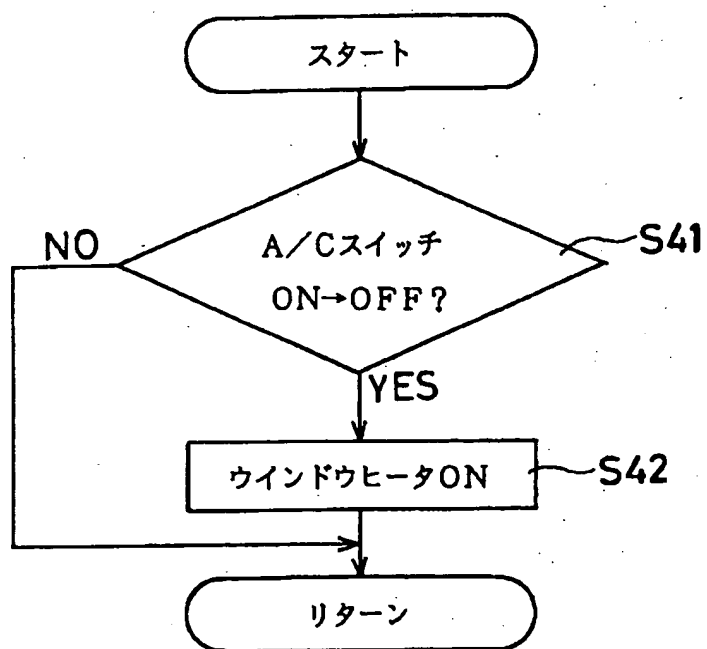 スタート
A/Cスイッチ
ON→OFF?
S41
NO
YES
ウインドウヒータON
S42
リターン